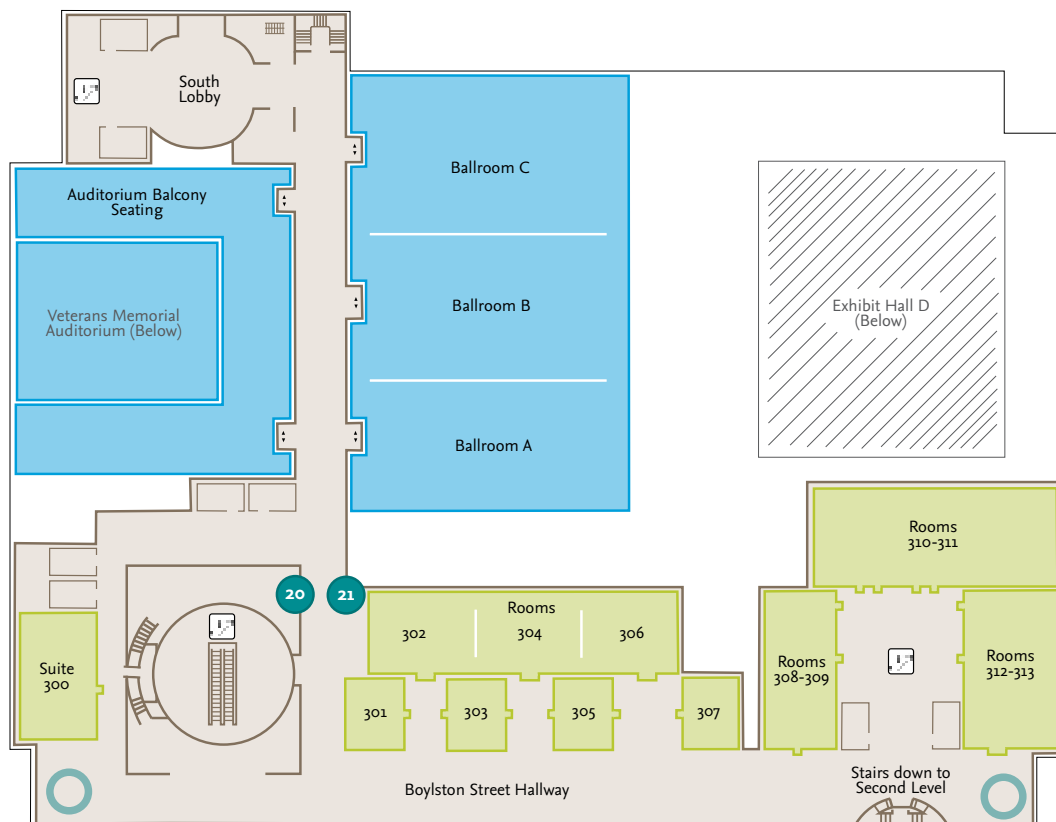 South
Lobby
Ballroom C
Auditorium Balcony
Seating
Ballroom B
Exhibit Hall D
(Below)
Veterans Memorial
Auditorium (Below)
Ballroom A
Rooms
310-311
20
21
Rooms
302
304
306
Suite
300
Rooms
308-309
Rooms
312-313
301
303
305
307
Boylston Street Hallway
Stairs down to
Second Level